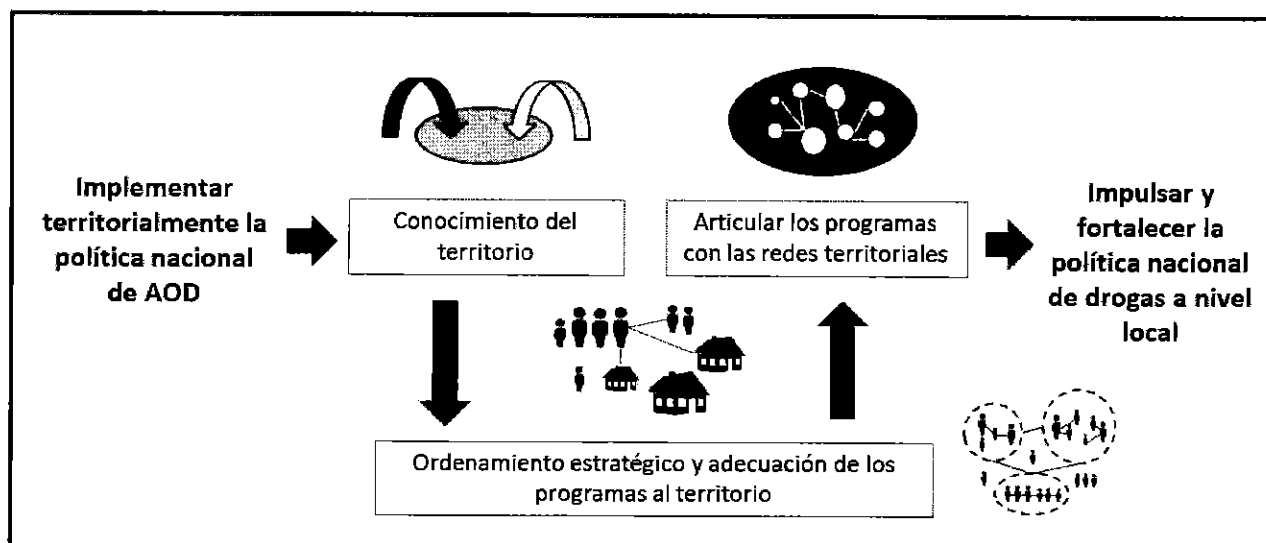 Implementar
territorialmente la
política nacional
de AOD
Conocimiento del
territorio
Articular los programas
con las redes territoriales
Impulsar y
fortalecer la
política nacional
de drogas a nivel
local
Ordenamiento estratégico y adecuación de los
programas al territorio